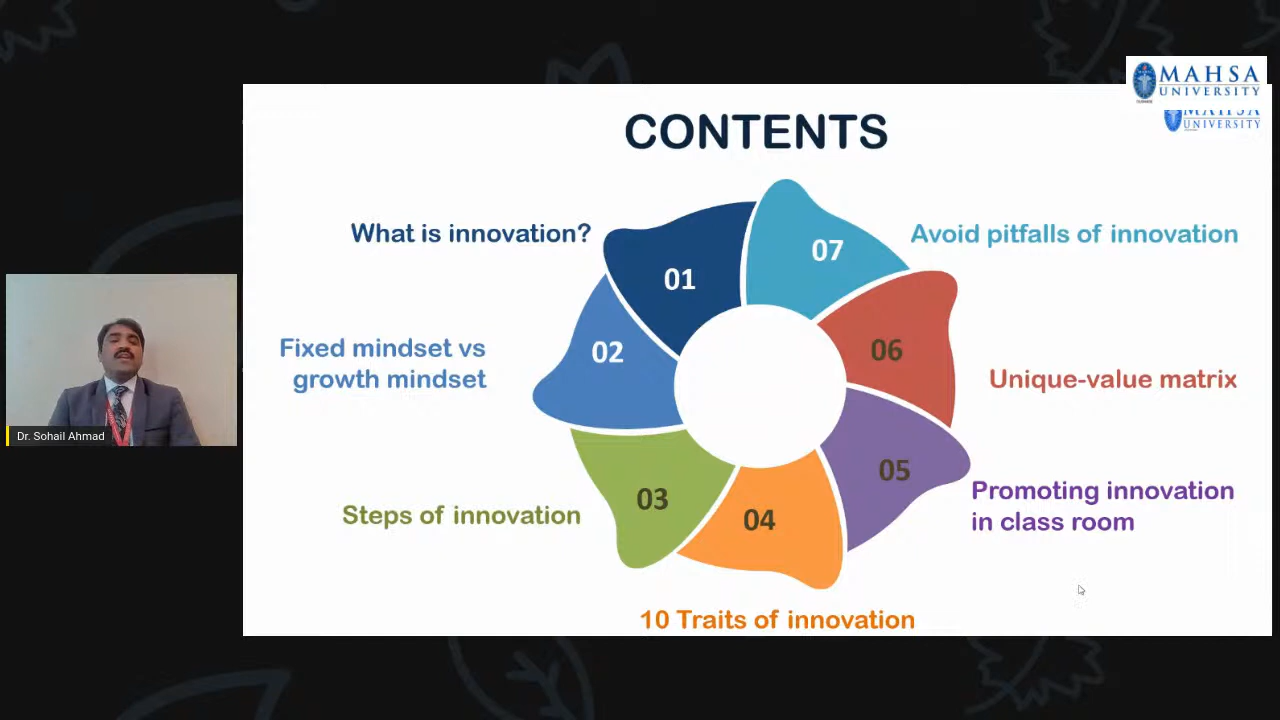 MAHSA
UNIVERSITY
MAHSA
UNIVERSITY
CONTENTS
What is innovation?
01
07
Avoid pitfalls of innovation
Fixed mindset vs
growth mindset
02
06
Unique-value matrix
Steps of innovation
03
04
05
Promoting innovation
in class room
10 Traits of innovation
Dr. Sohail Ahmad